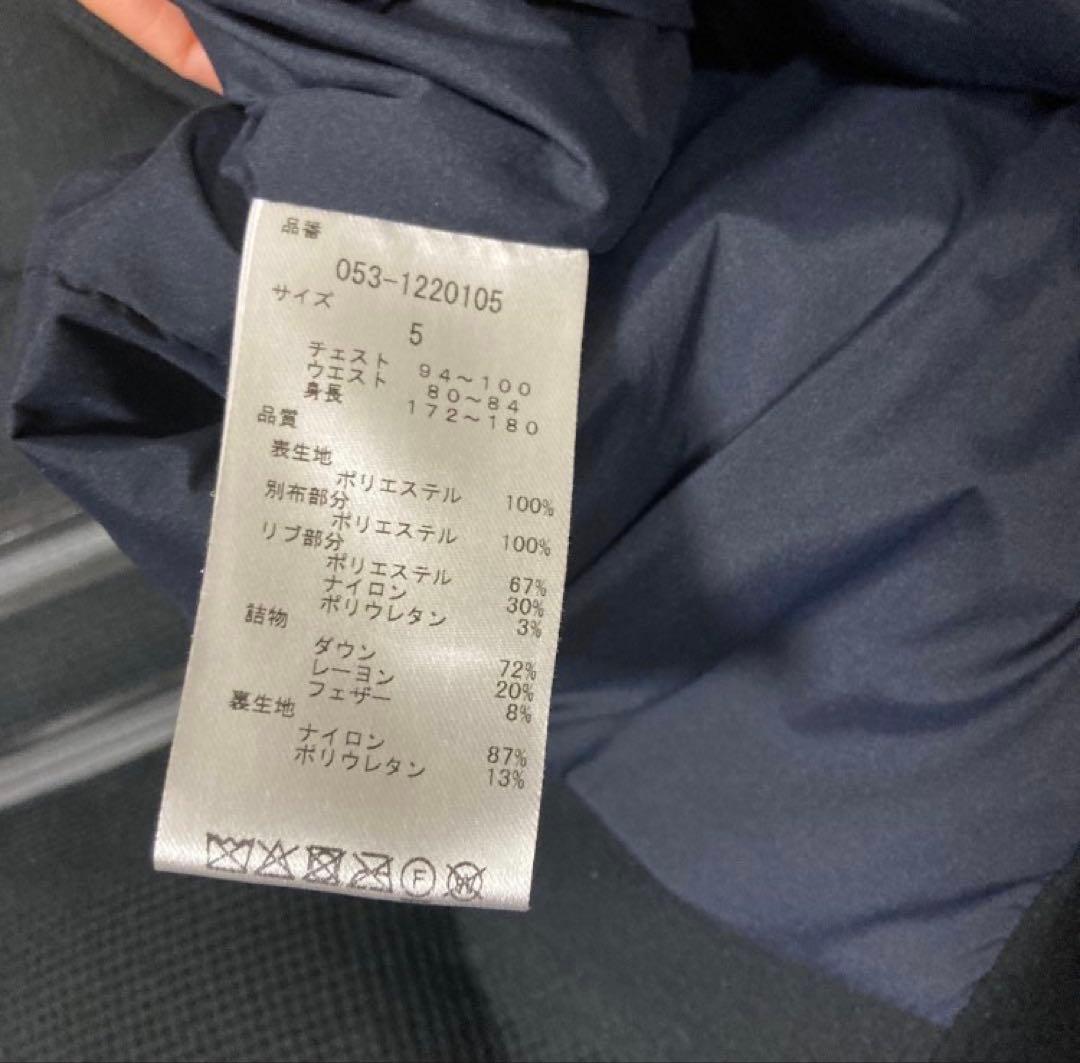 品番
053-1220105
サイズ
5
チェスト 94～100
ウエスト 80～84
身長 172～180
品質
表生地
ポリエステル 100%
別布部分
ポリエステル 100%
リブ部分
ポリエステル 67%
ナイロン 30%
ポリウレタン 3%
詰物
ダウン 72%
レーヨン 20%
フェザー 8%
裏生地
ナイロン 87%
ポリウレタン 13%
F W